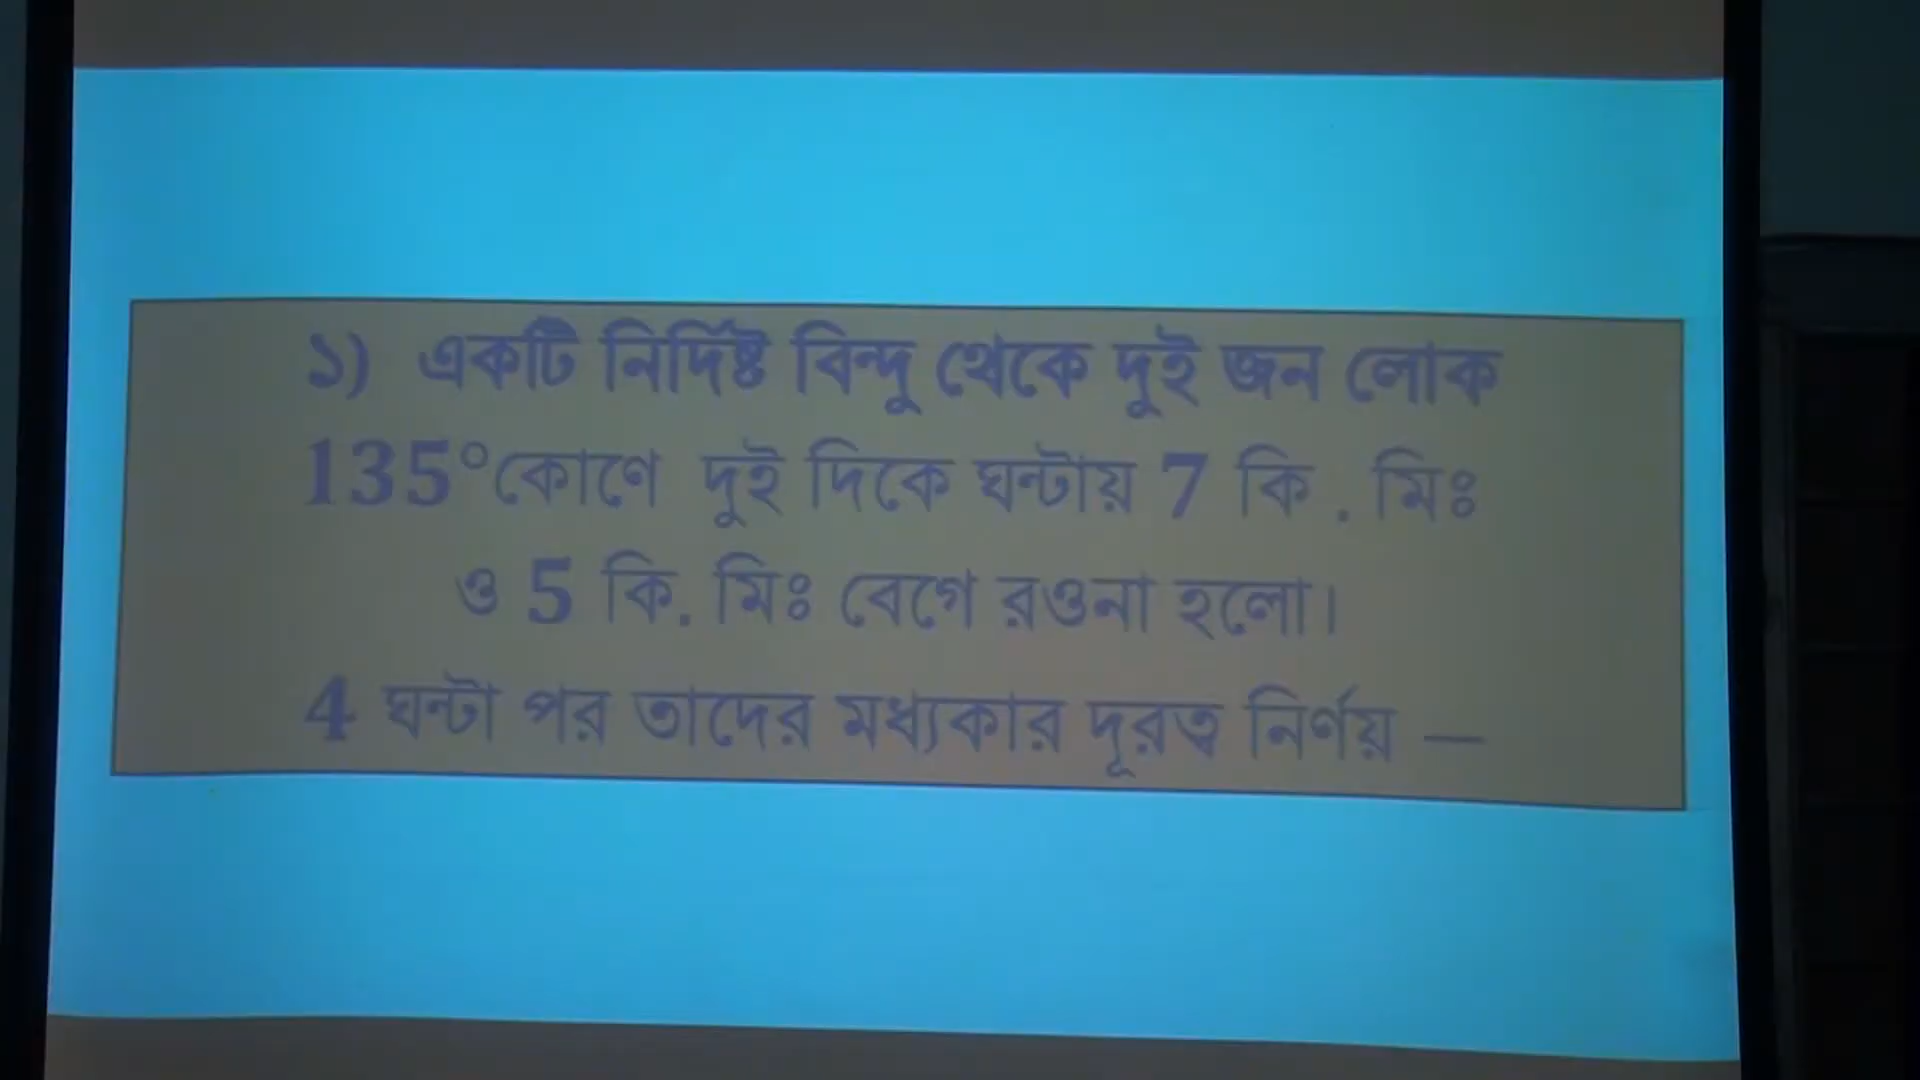 ১) একটি নির্দিষ্ট বিন্দু থেকে দুই জন লোক
135°কোণে দুই দিকে ঘন্টায় 7 কি . মিঃ
ও 5 কি. মিঃ বেগে রওনা হলো।
4 ঘন্টা পর তাদের মধ্যকার দূরত্ব নির্ণয় —